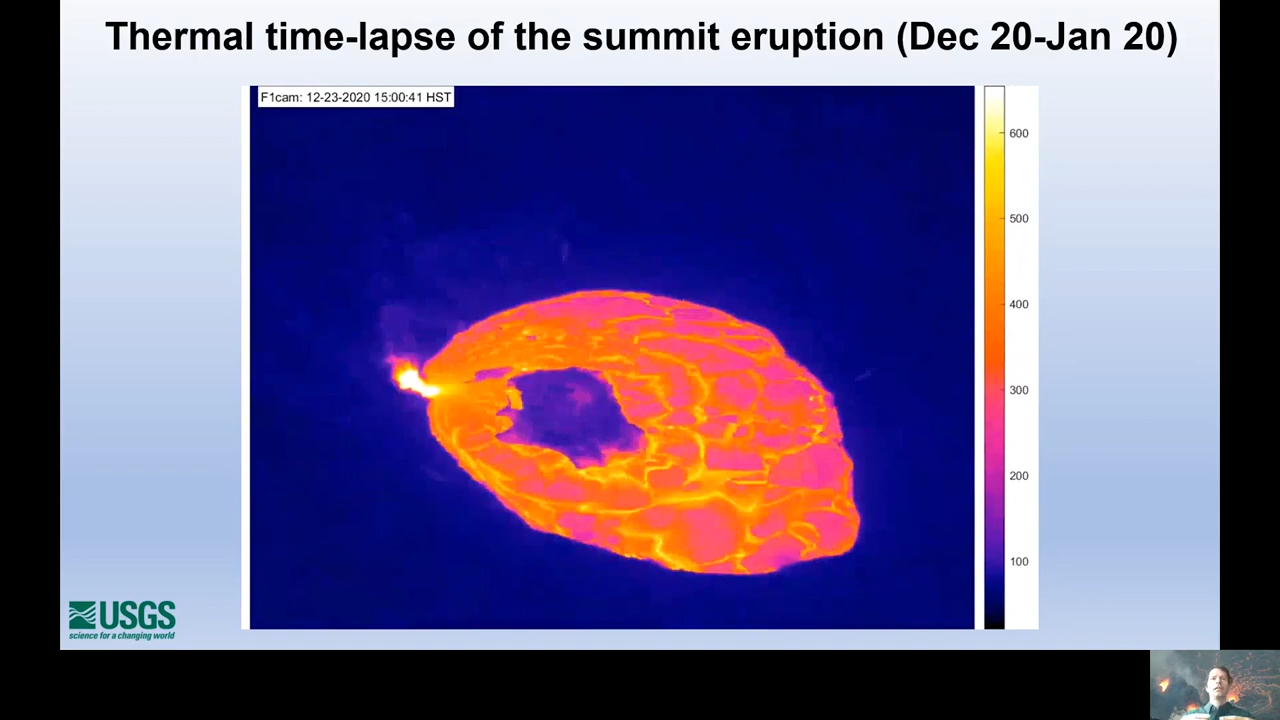 Thermal time-lapse of the summit eruption (Dec 20-Jan 20)
F1cam: 12-23-2020 15:00:41 HST
600
500
400
300
200
100
USGS
science for a changing world